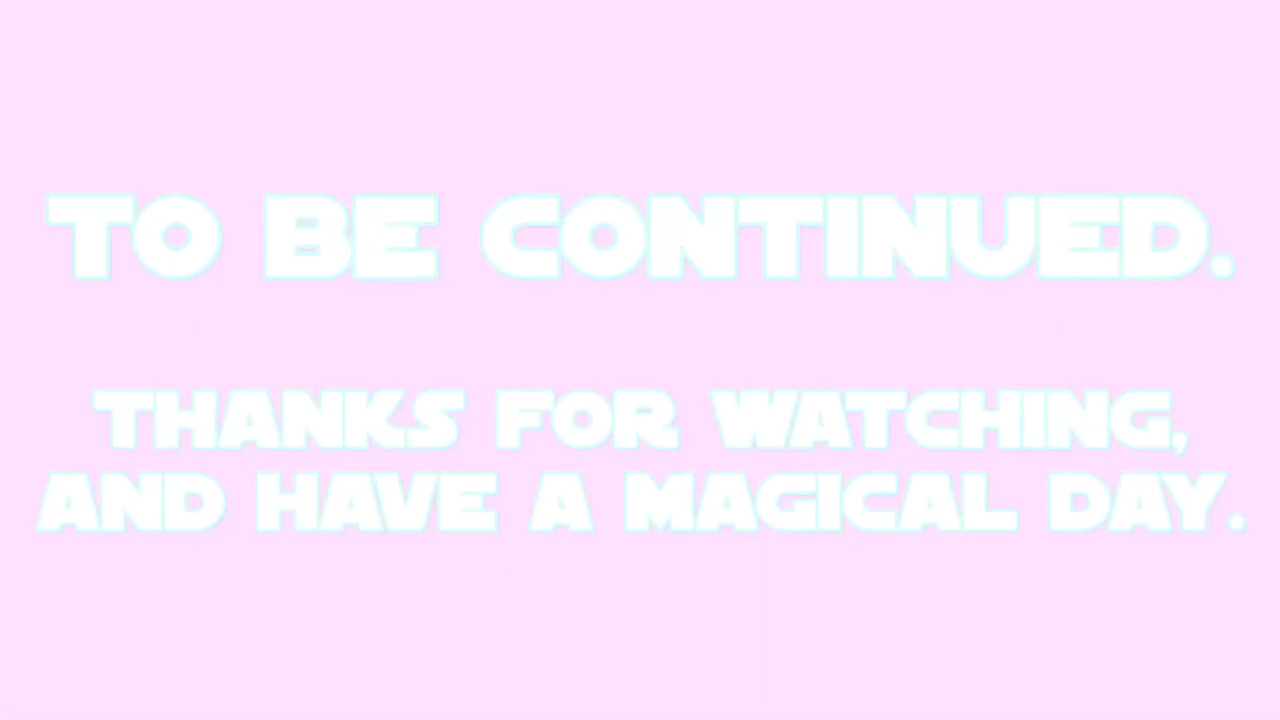 TO BE CONTINUED.
THANKS FOR WATCHING,
AND HAVE A MAGICAL DAY.